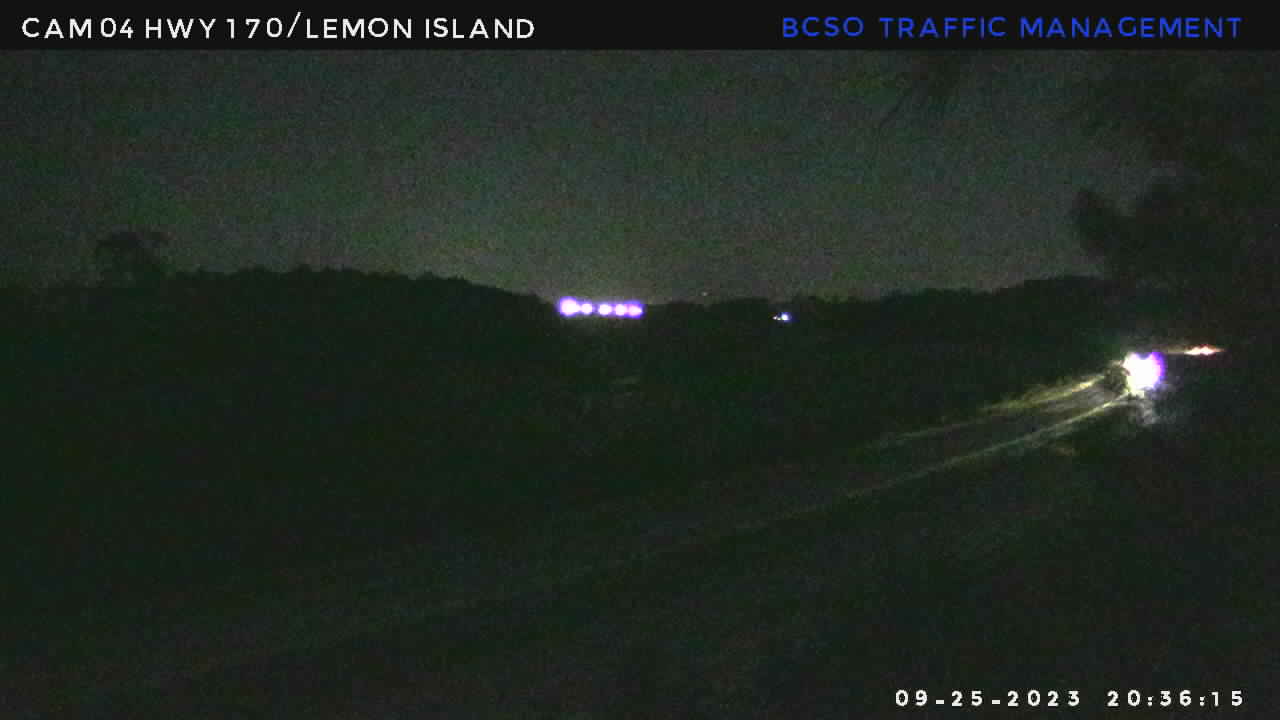 CAM 04 HWY 170/LEMON ISLAND
BCSO TRAFFIC MANAGEMENT
09-25-2023 20:36:15